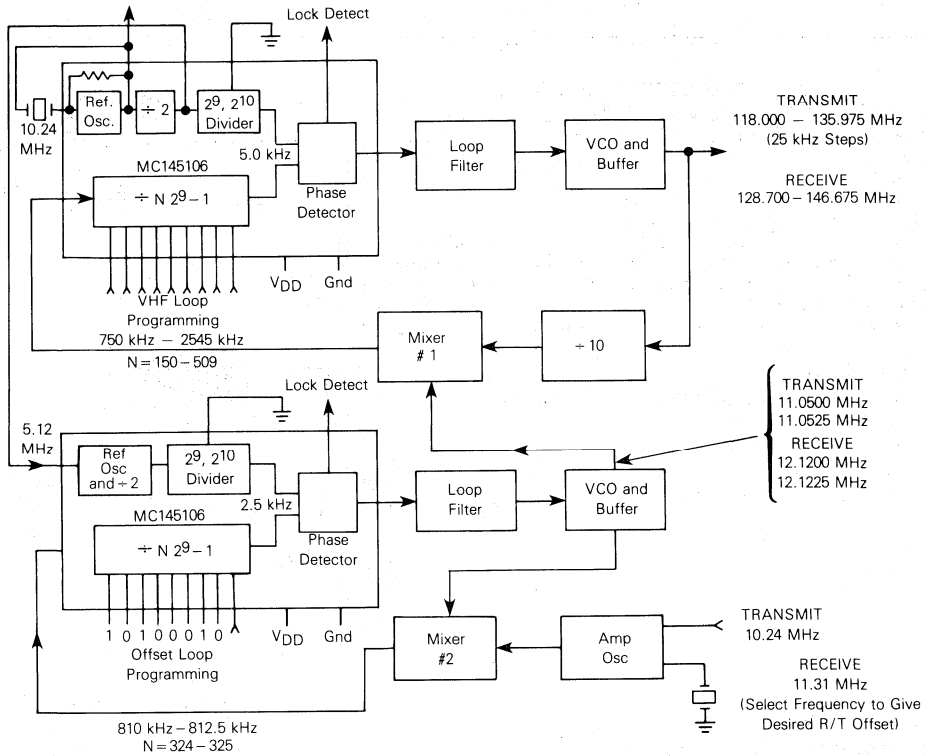 Lock Detect
10.24
MHz
Ref.
Osc.
÷ 2
2⁹, 2¹⁰
Divider
5.0 kHz
MC145106
÷ N 2⁹ – 1
Phase
Detector
Loop
Filter
VCO and
Buffer
TRANSMIT
118.000 – 135.975 MHz
(25 kHz Steps)
RECEIVE
128.700 – 146.675 MHz
VDD
Gnd
VHF Loop
Programming
750 kHz – 2545 kHz
N = 150 – 509
Mixer
# 1
÷ 10
Lock Detect
5.12
MHz
Ref
Osc
and ÷ 2
2⁹, 2¹⁰
Divider
2.5 kHz
MC145106
÷ N 2⁹ – 1
Phase
Detector
Loop
Filter
VCO and
Buffer
TRANSMIT
11.0500
11.0525
RECEIVE
12.1200 MHz
12.1225 MHz
1 0 1 0 0 0 1 0
Offset Loop
Programming
VDD
Gnd
Mixer
#2
Amp
Osc
TRANSMIT
10.24 MHz
RECEIVE
11.31 MHz
(Select Frequency to Give
Desired R/T Offset)
810 kHz – 812.5 kHz
N = 324 – 325